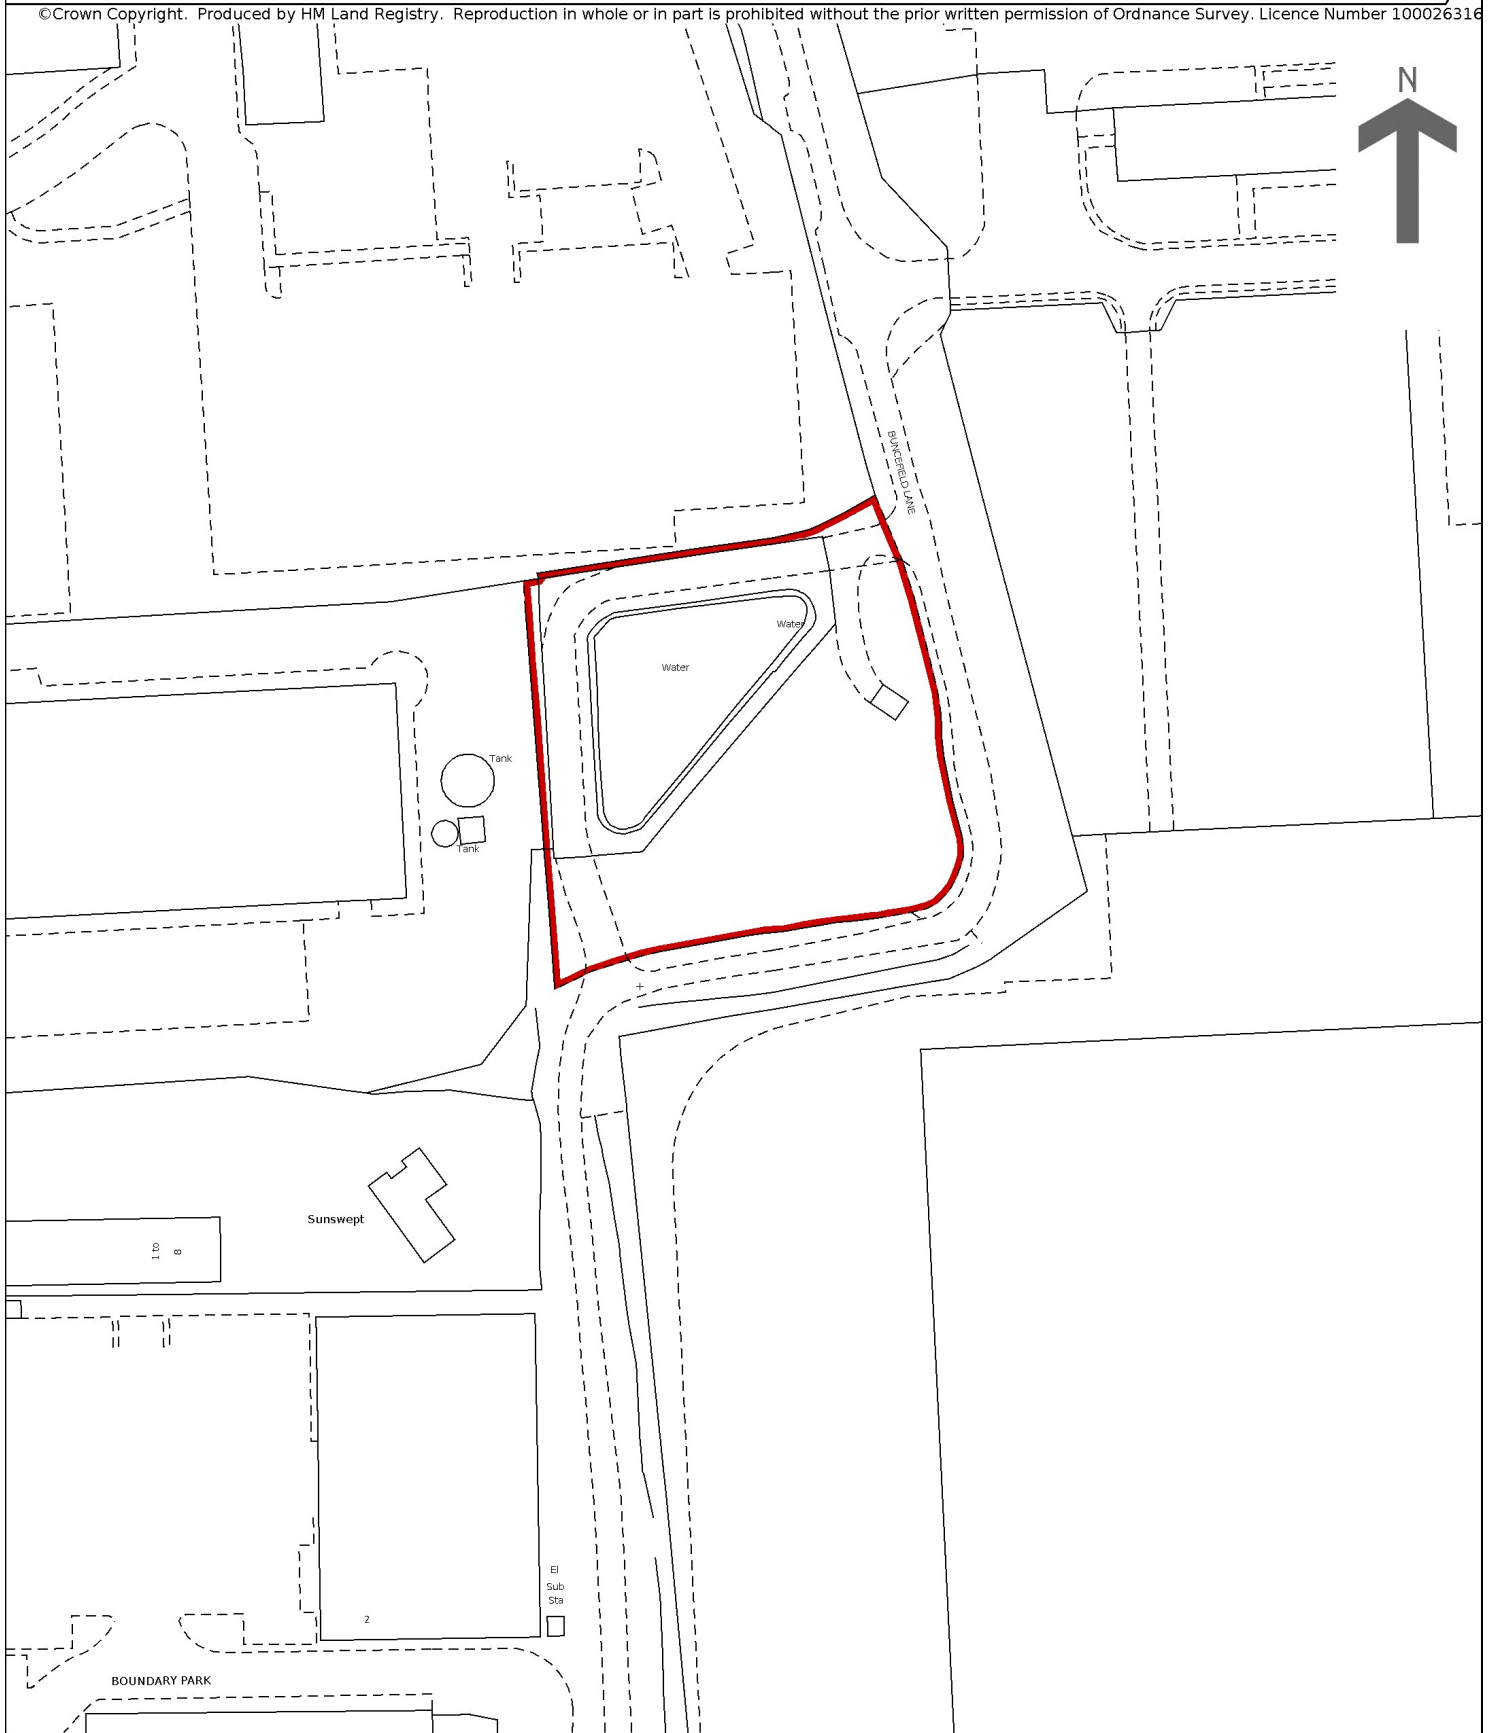 ©Crown Copyright. Produced by HM Land Registry. Reproduction in whole or in part is prohibited without the prior written permission of Ordnance Survey. Licence Number 100026316
N
BUNCEFIELD LANE
Water
Water
Tank
Tank
Sunswept
1 to
8
El
Sub
Sta
2
BOUNDARY PARK